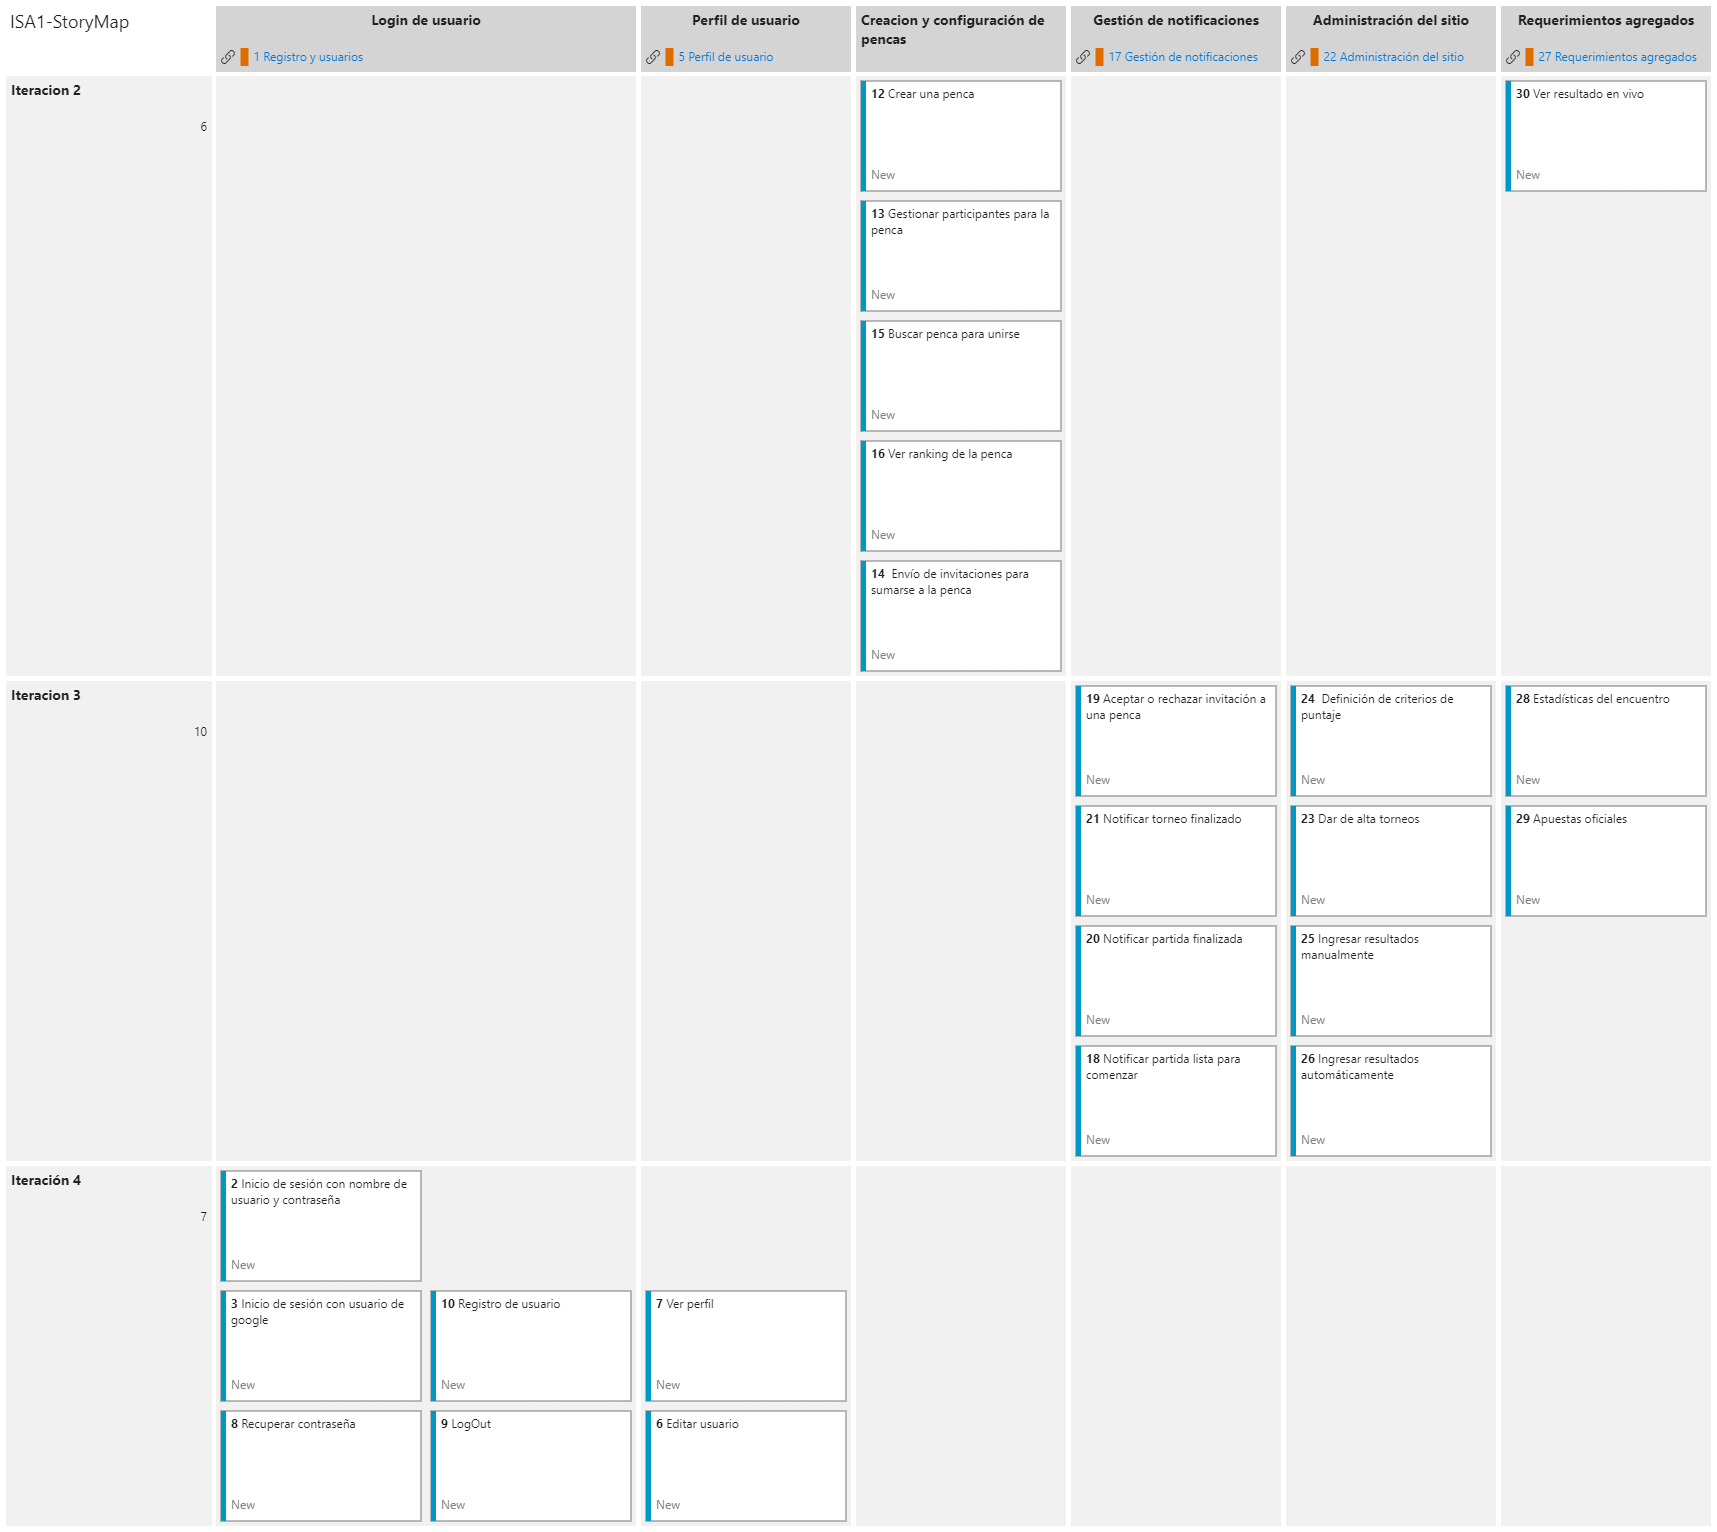 ISA1-StoryMap
Login de usuario
1 Registro y usuarios
Perfil de usuario
5 Perfil de usuario
Creacion y configuración de
pencas
Gestión de notificaciones
17 Gestión de notificaciones
Administración del sitio
22 Administración del sitio
Requerimientos agregados
27 Requerimientos agregados
Iteracion 2
6
12 Crear una penca
New
13 Gestionar participantes para la
penca
New
15 Buscar penca para unirse
New
16 Ver ranking de la penca
New
14 Envío de invitaciones para
sumarse a la penca
New
30 Ver resultado en vivo
New
Iteracion 3
10
19 Aceptar o rechazar invitación a
una penca
New
21 Notificar torneo finalizado
New
20 Notificar partida finalizada
New
18 Notificar partida lista para
comenzar
New
24 Definición de criterios de
puntaje
New
23 Dar de alta torneos
New
25 Ingresar resultados
manualmente
New
26 Ingresar resultados
automáticamente
New
28 Estadísticas del encuentro
New
29 Apuestas oficiales
New
Iteración 4
7
2 Inicio de sesión con nombre de
usuario y contraseña
New
3 Inicio de sesión con usuario de
google
New
8 Recuperar contraseña
New
10 Registro de usuario
New
9 LogOut
New
7 Ver perfil
New
6 Editar usuario
New